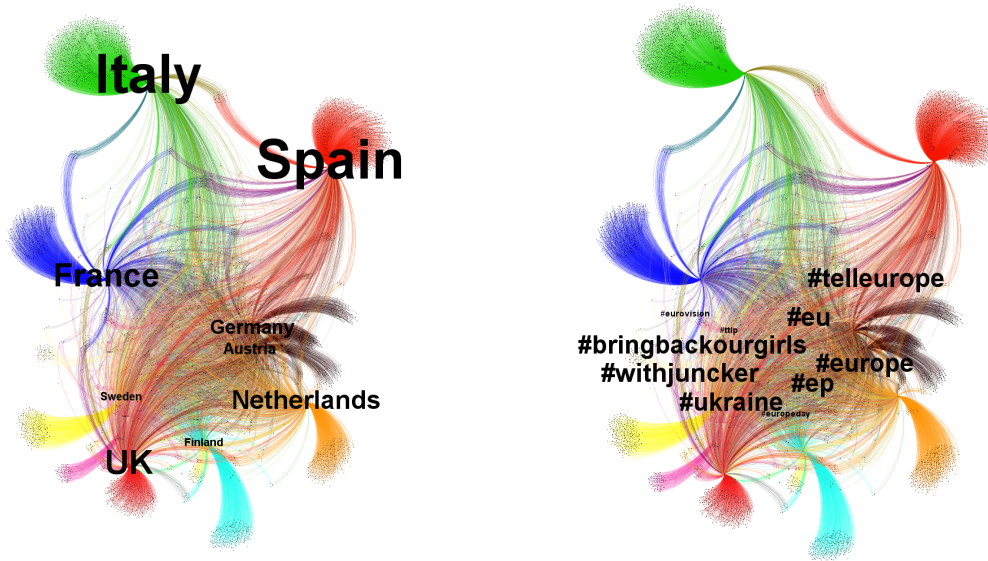 Italy
Spain
France
Germany
Austria
Sweden
Netherlands
Finland
UK
#telleurope
#eurovision
#eu
#ttip
#bringbackourgirls
#europe
#withjuncker
#ep
#ukraine
#europeday